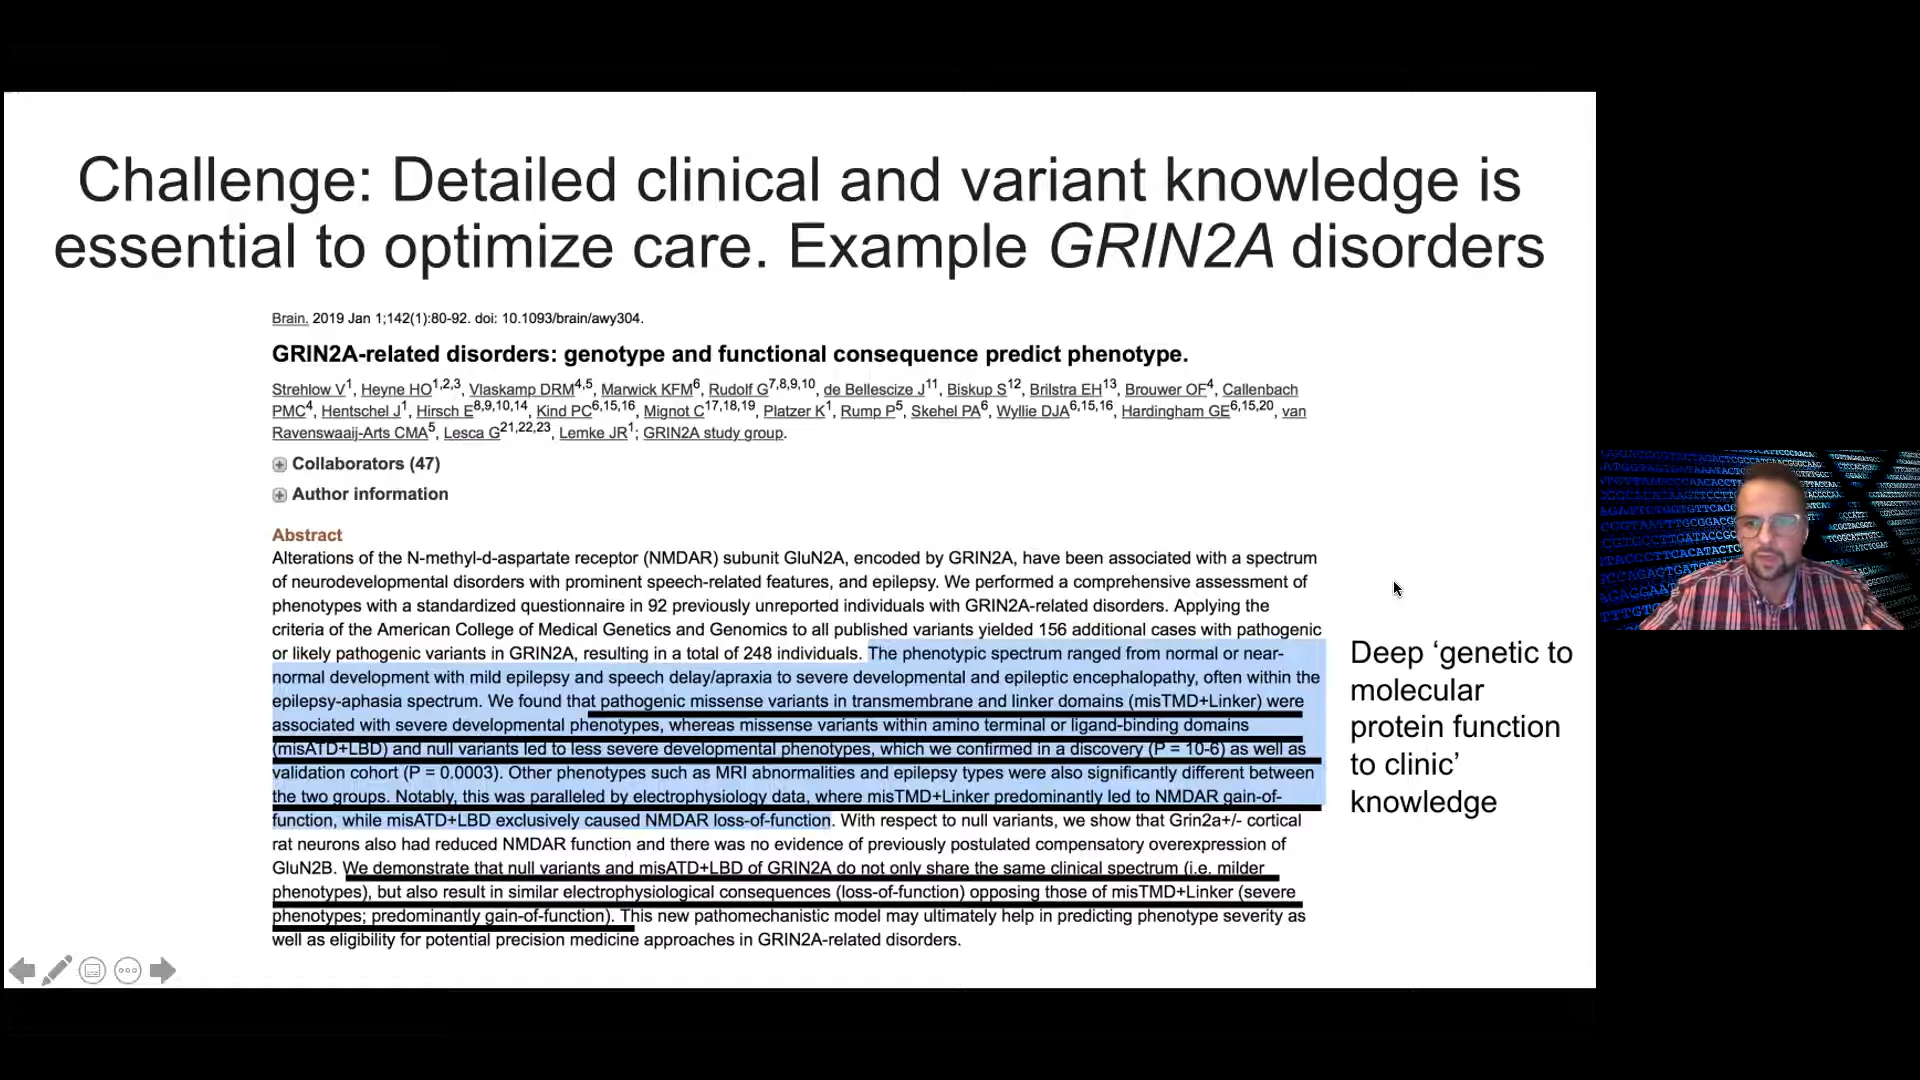 Challenge: Detailed clinical and variant knowledge is
essential to optimize care. Example GRIN2A disorders
Brain. 2019 Jan 1;142(1):80-92. doi: 10.1093/brain/awy304.
GRIN2A-related disorders: genotype and functional consequence predict phenotype.
Strehlow V1, Heyne HO1,2,3, Vlaskamp DRM4,5, Marwick KFM6, Rudolf G7,8,9,10, de Bellescize J11, Biskup S12, Brilstra EH13, Brouwer OF4, Callenbach
PMC4, Hentschel J1, Hirsch E8,9,10,14, Kind PC6,15,16, Mignot C17,18,19, Platzer K1, Rump P5, Skehel PA6, Wyllie DJA6,15,16, Hardingham GE6,15,20, van
Ravenswaaij-Arts CMA5, Lesca G21,22,23, Lemke JR1; GRIN2A study group.
Collaborators (47)
Author information
Abstract
Alterations of the N-methyl-d-aspartate receptor (NMDAR) subunit GluN2A, encoded by GRIN2A, have been associated with a spectrum
of neurodevelopmental disorders with prominent speech-related features, and epilepsy. We performed a comprehensive assessment of
phenotypes with a standardized questionnaire in 92 previously unreported individuals with GRIN2A-related disorders. Applying the
criteria of the American College of Medical Genetics and Genomics to all published variants yielded 156 additional cases with pathogenic
or likely pathogenic variants in GRIN2A, resulting in a total of 248 individuals. The phenotypic spectrum ranged from normal or near-
normal development with mild epilepsy and speech delay/apraxia to severe developmental and epileptic encephalopathy, often within the
epilepsy-aphasia spectrum. We found that pathogenic missense variants in transmembrane and linker domains (misTMD+Linker) were
associated with severe developmental phenotypes, whereas missense variants within amino terminal or ligand-binding domains
(misATD+LBD) and null variants led to less severe developmental phenotypes, which we confirmed in a discovery (P = 10-6) as well as
validation cohort (P = 0.0003). Other phenotypes such as MRI abnormalities and epilepsy types were also significantly different between
the two groups. Notably, this was paralleled by electrophysiology data, where misTMD+Linker predominantly led to NMDAR gain-of-
function, while misATD+LBD exclusively caused NMDAR loss-of-function. With respect to null variants, we show that Grin2a+/- cortical
rat neurons also had reduced NMDAR function and there was no evidence of previously postulated compensatory overexpression of
GluN2B. We demonstrate that null variants and misATD+LBD of GRIN2A do not only share the same clinical spectrum (i.e. milder
phenotypes), but also result in similar electrophysiological consequences (loss-of-function) opposing those of misTMD+Linker (severe
phenotypes; predominantly gain-of-function). This new pathomechanistic model may ultimately help in predicting phenotype severity as
well as eligibility for potential precision medicine approaches in GRIN2A-related disorders.
Deep ‘genetic to
molecular
protein function
to clinic’
knowledge